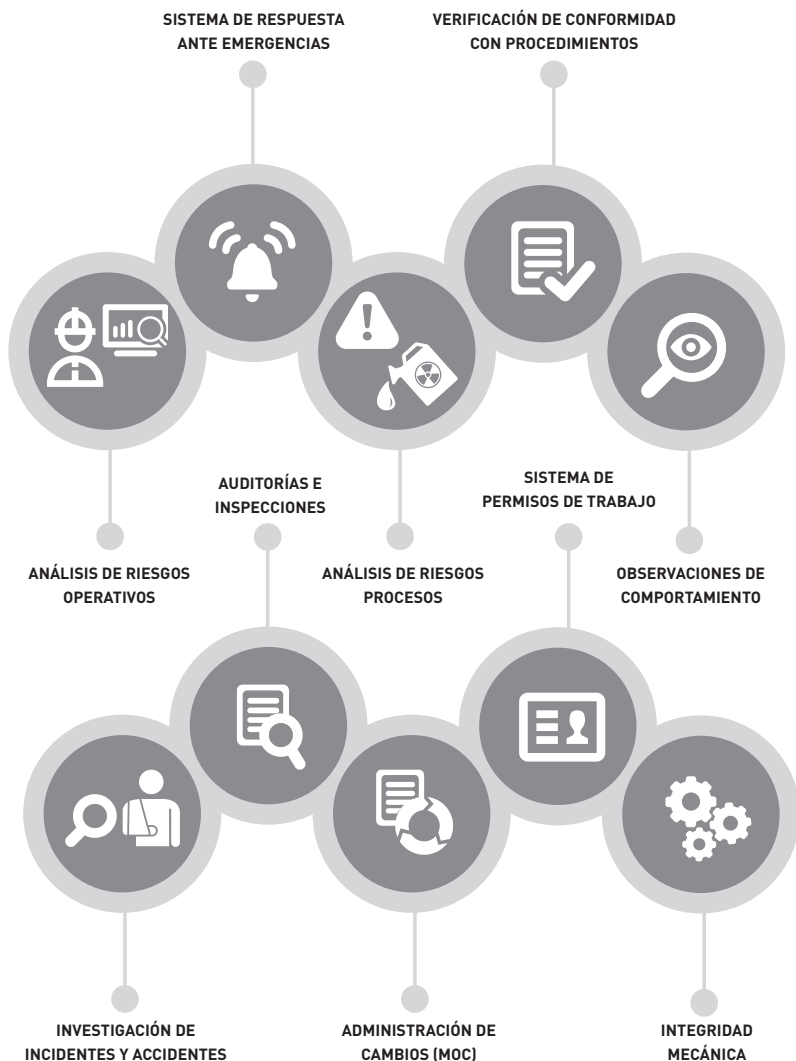 SISTEMA DE RESPUESTA
ANTE EMERGENCIAS
VERIFICACIÓN DE CONFORMIDAD
CON PROCEDIMIENTOS
ANÁLISIS DE RIESGOS
OPERATIVOS
AUDITORÍAS E
INSPECCIONES
ANÁLISIS DE RIESGOS
PROCESOS
SISTEMA DE
PERMISOS DE TRABAJO
OBSERVACIONES DE
COMPORTAMIENTO
INVESTIGACIÓN DE
INCIDENTES Y ACCIDENTES
ADMINISTRACIÓN DE
CAMBIOS (MOC)
INTEGRIDAD
MECÁNICA